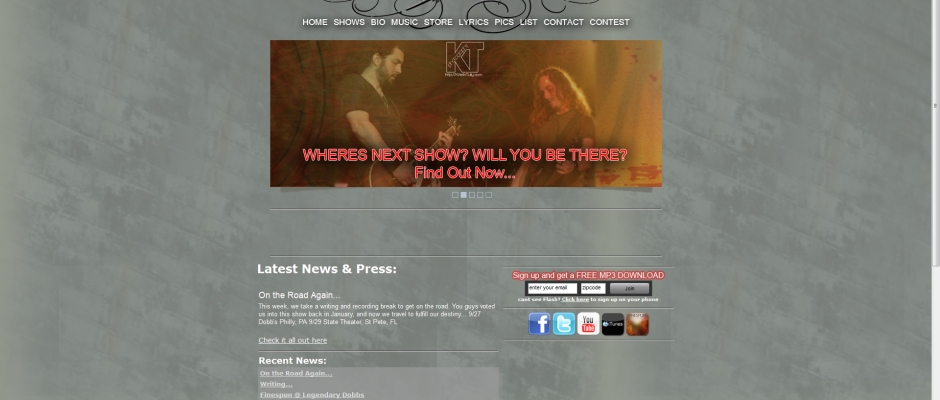 HOME SHOWS BIO MUSIC STORE LYRICS PICS LIST CONTACT CONTEST
KT
WHERES NEXT SHOW? WILL YOU BE THERE?
Find Out Now...
Latest News & Press:
On the Road Again...
This week, we take a writing and recording break to get on the road. You guys voted
us into this show back in January, and now we travel to fulfill our destiny... 9/27
Dobb's Philly, PA 9/29 State Theater, St Pete, FL
Check it all out here
Recent News:
On the Road Again...
Writing...
Finespun @ Legendary Dobbs
Sign up and get a FREE MP3 DOWNLOAD
enter your email zipcode Join
cant see Flash? Click here to sign up on your phone
f t You Tube iTunes